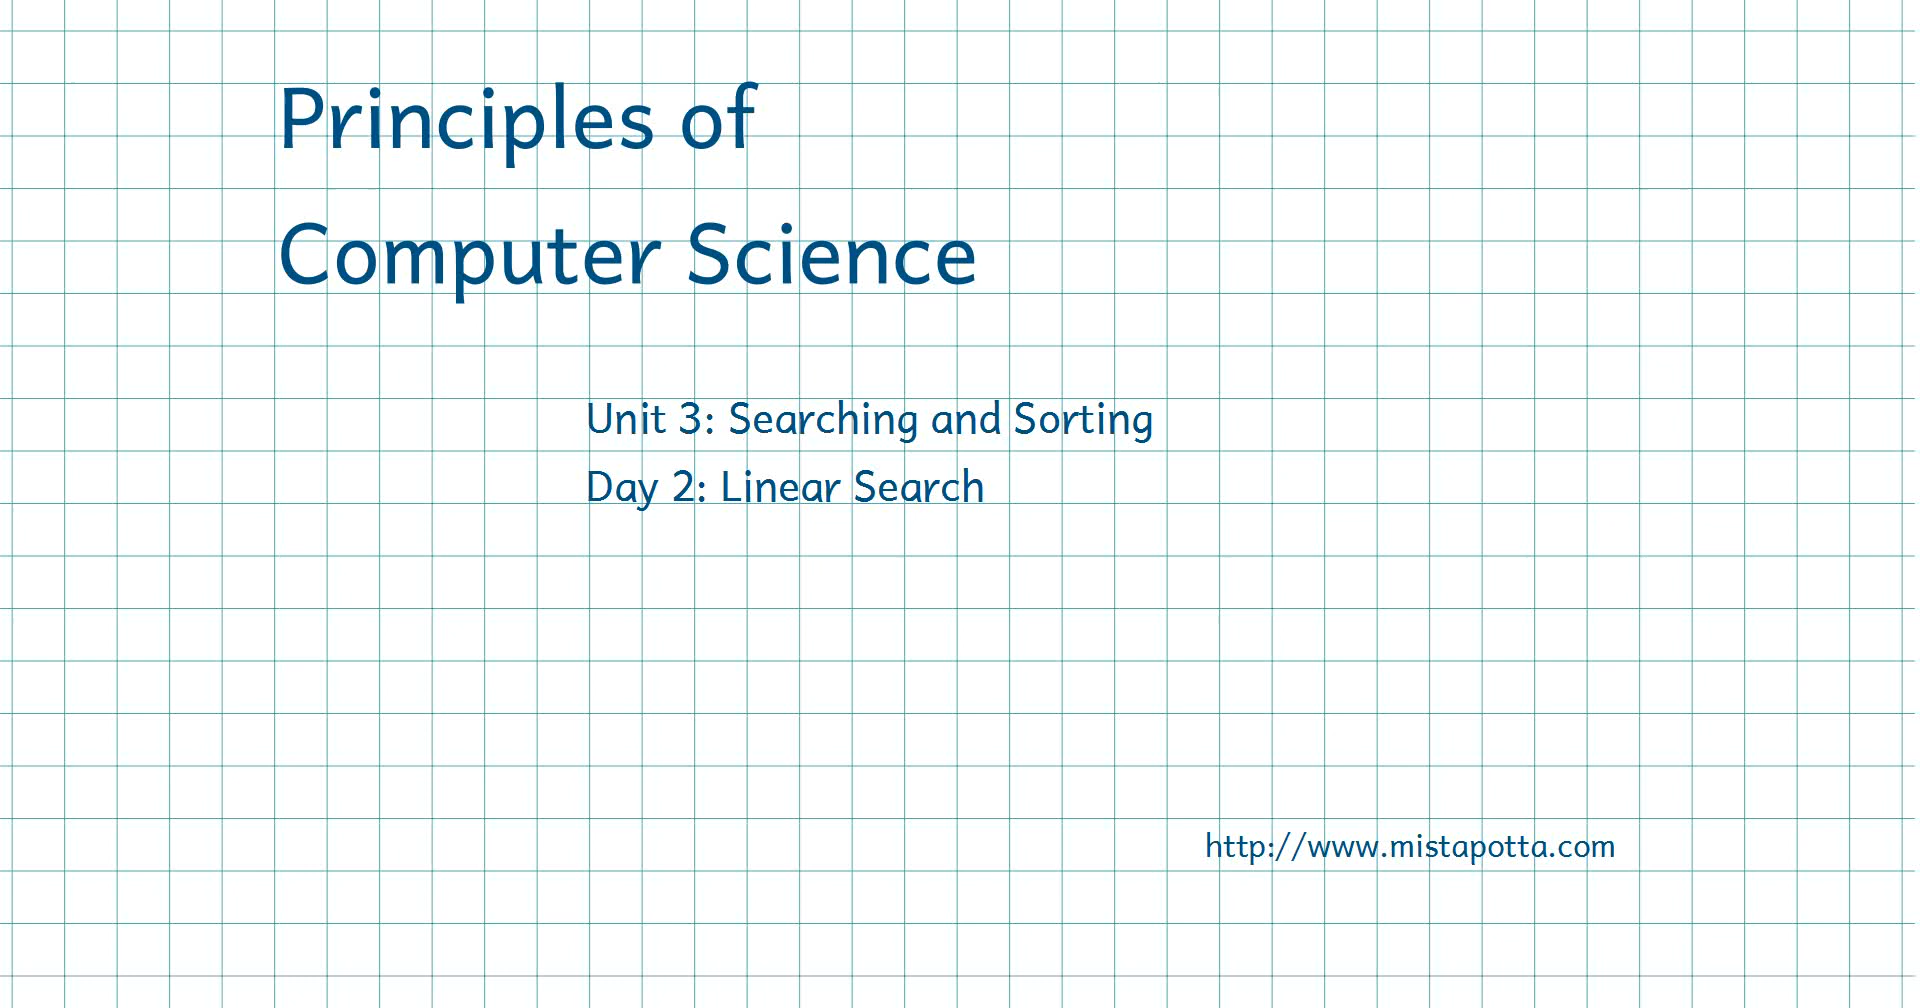 Principles of
Computer Science
Unit 3: Searching and Sorting
Day 2: Linear Search
http://www.mistapotta.com